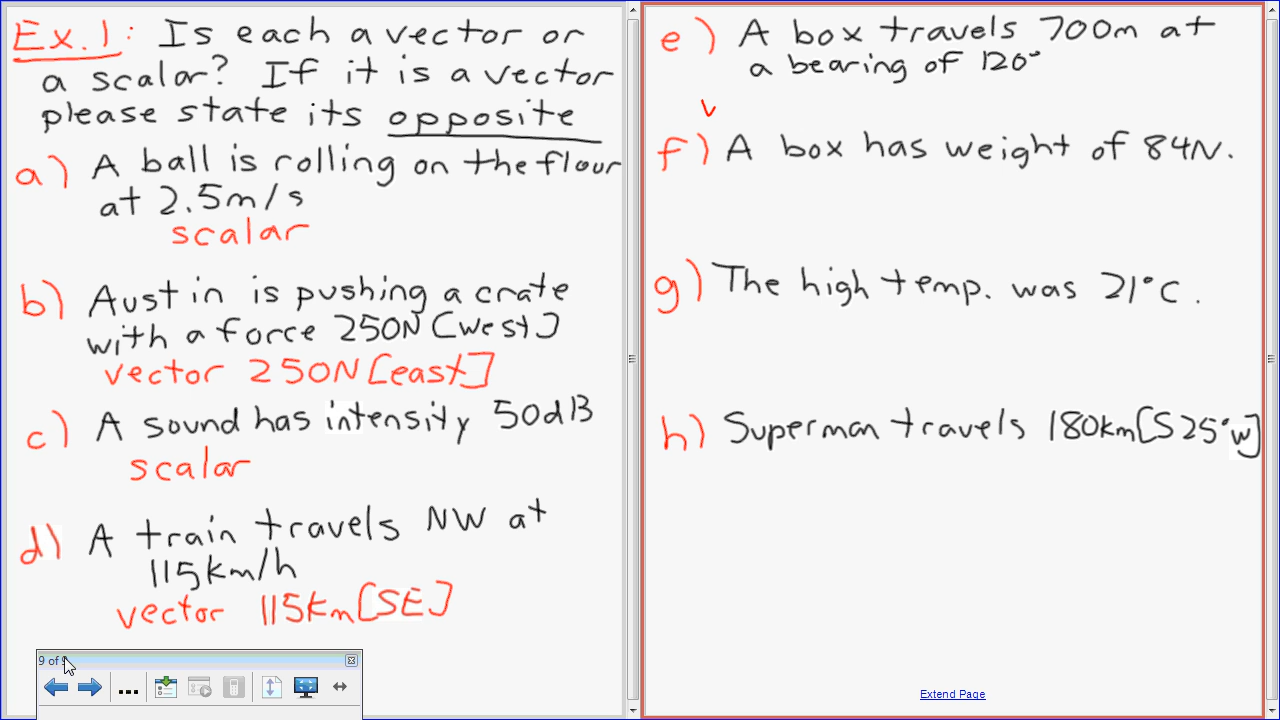 Ex.1: Is each a vector or
a scalar? If it is a vector
please state its opposite
a) A ball is rolling on the flour
at 2.5m/s
scalar
b) Austin is pushing a crate
with a force 250N [west]
vector 250N [east]
c) A sound has intensity 50dB
scalar
d) A train travels NW at
115km/h
vector 115km [SE]
9 of 9
e) A box travels 700m at
a bearing of 120°
v
f) A box has weight of 84N.
g) The high temp. was 21°C.
h) Superman travels 180km [S25°W]
Extend Page